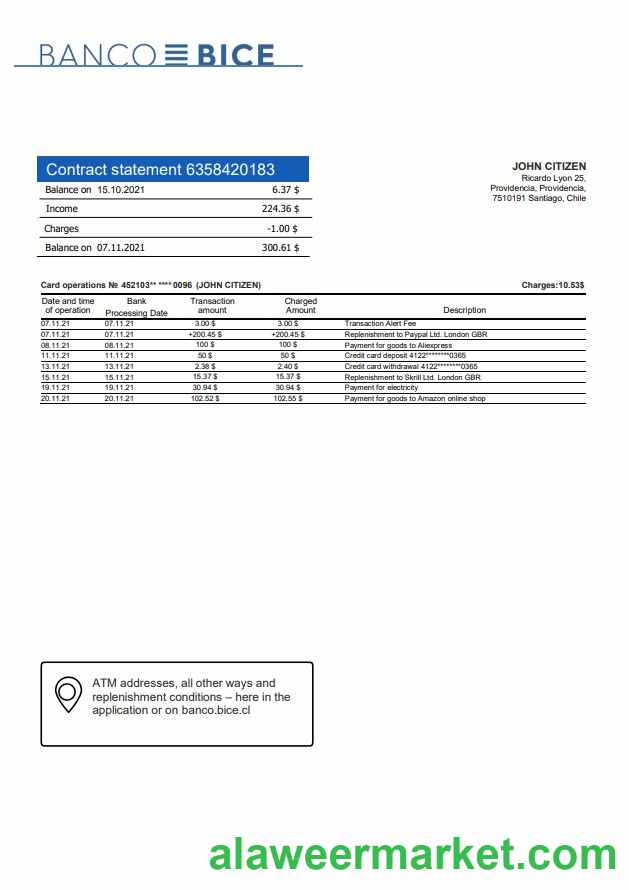 BANCO BICE
Contract statement 6358420183
Balance on 15.10.2021 6.37 $
Income 224.36 $
Charges -1.00 $
Balance on 07.11.2021 300.61 $
JOHN CITIZEN
Ricardo Lyon 25,
Providencia, Providencia,
7510191 Santiago, Chile
Card operations № 452103** ****0096 (JOHN CITIZEN) Charges:10.53$
Date and time of operation Bank Processing Date Transaction amount Charged Amount Description
07.11.21 07.11.21 3.00 $ 3.00 $ Transaction Alert Fee
07.11.21 07.11.21 +200.45 $ +200.45 $ Replenishment to Paypal Ltd. London GBR
08.11.21 08.11.21 100 $ 100 $ Payment for goods to Aliexpress
11.11.21 11.11.21 50 $ 50 $ Credit card deposit 4122********0365
13.11.21 13.11.21 2.38 $ 2.40 $ Credit card withdrawal 4122********0365
15.11.21 15.11.21 15.37 $ 15.37 $ Replenishment to Skrill Ltd. London GBR
19.11.21 19.11.21 30.94 $ 30.94 $ Payment for electricity
20.11.21 20.11.21 102.52 $ 102.55 $ Payment for goods to Amazon online shop
ATM addresses, all other ways and
replenishment conditions – here in the
application or on banco.bice.cl
alaweermarket.com